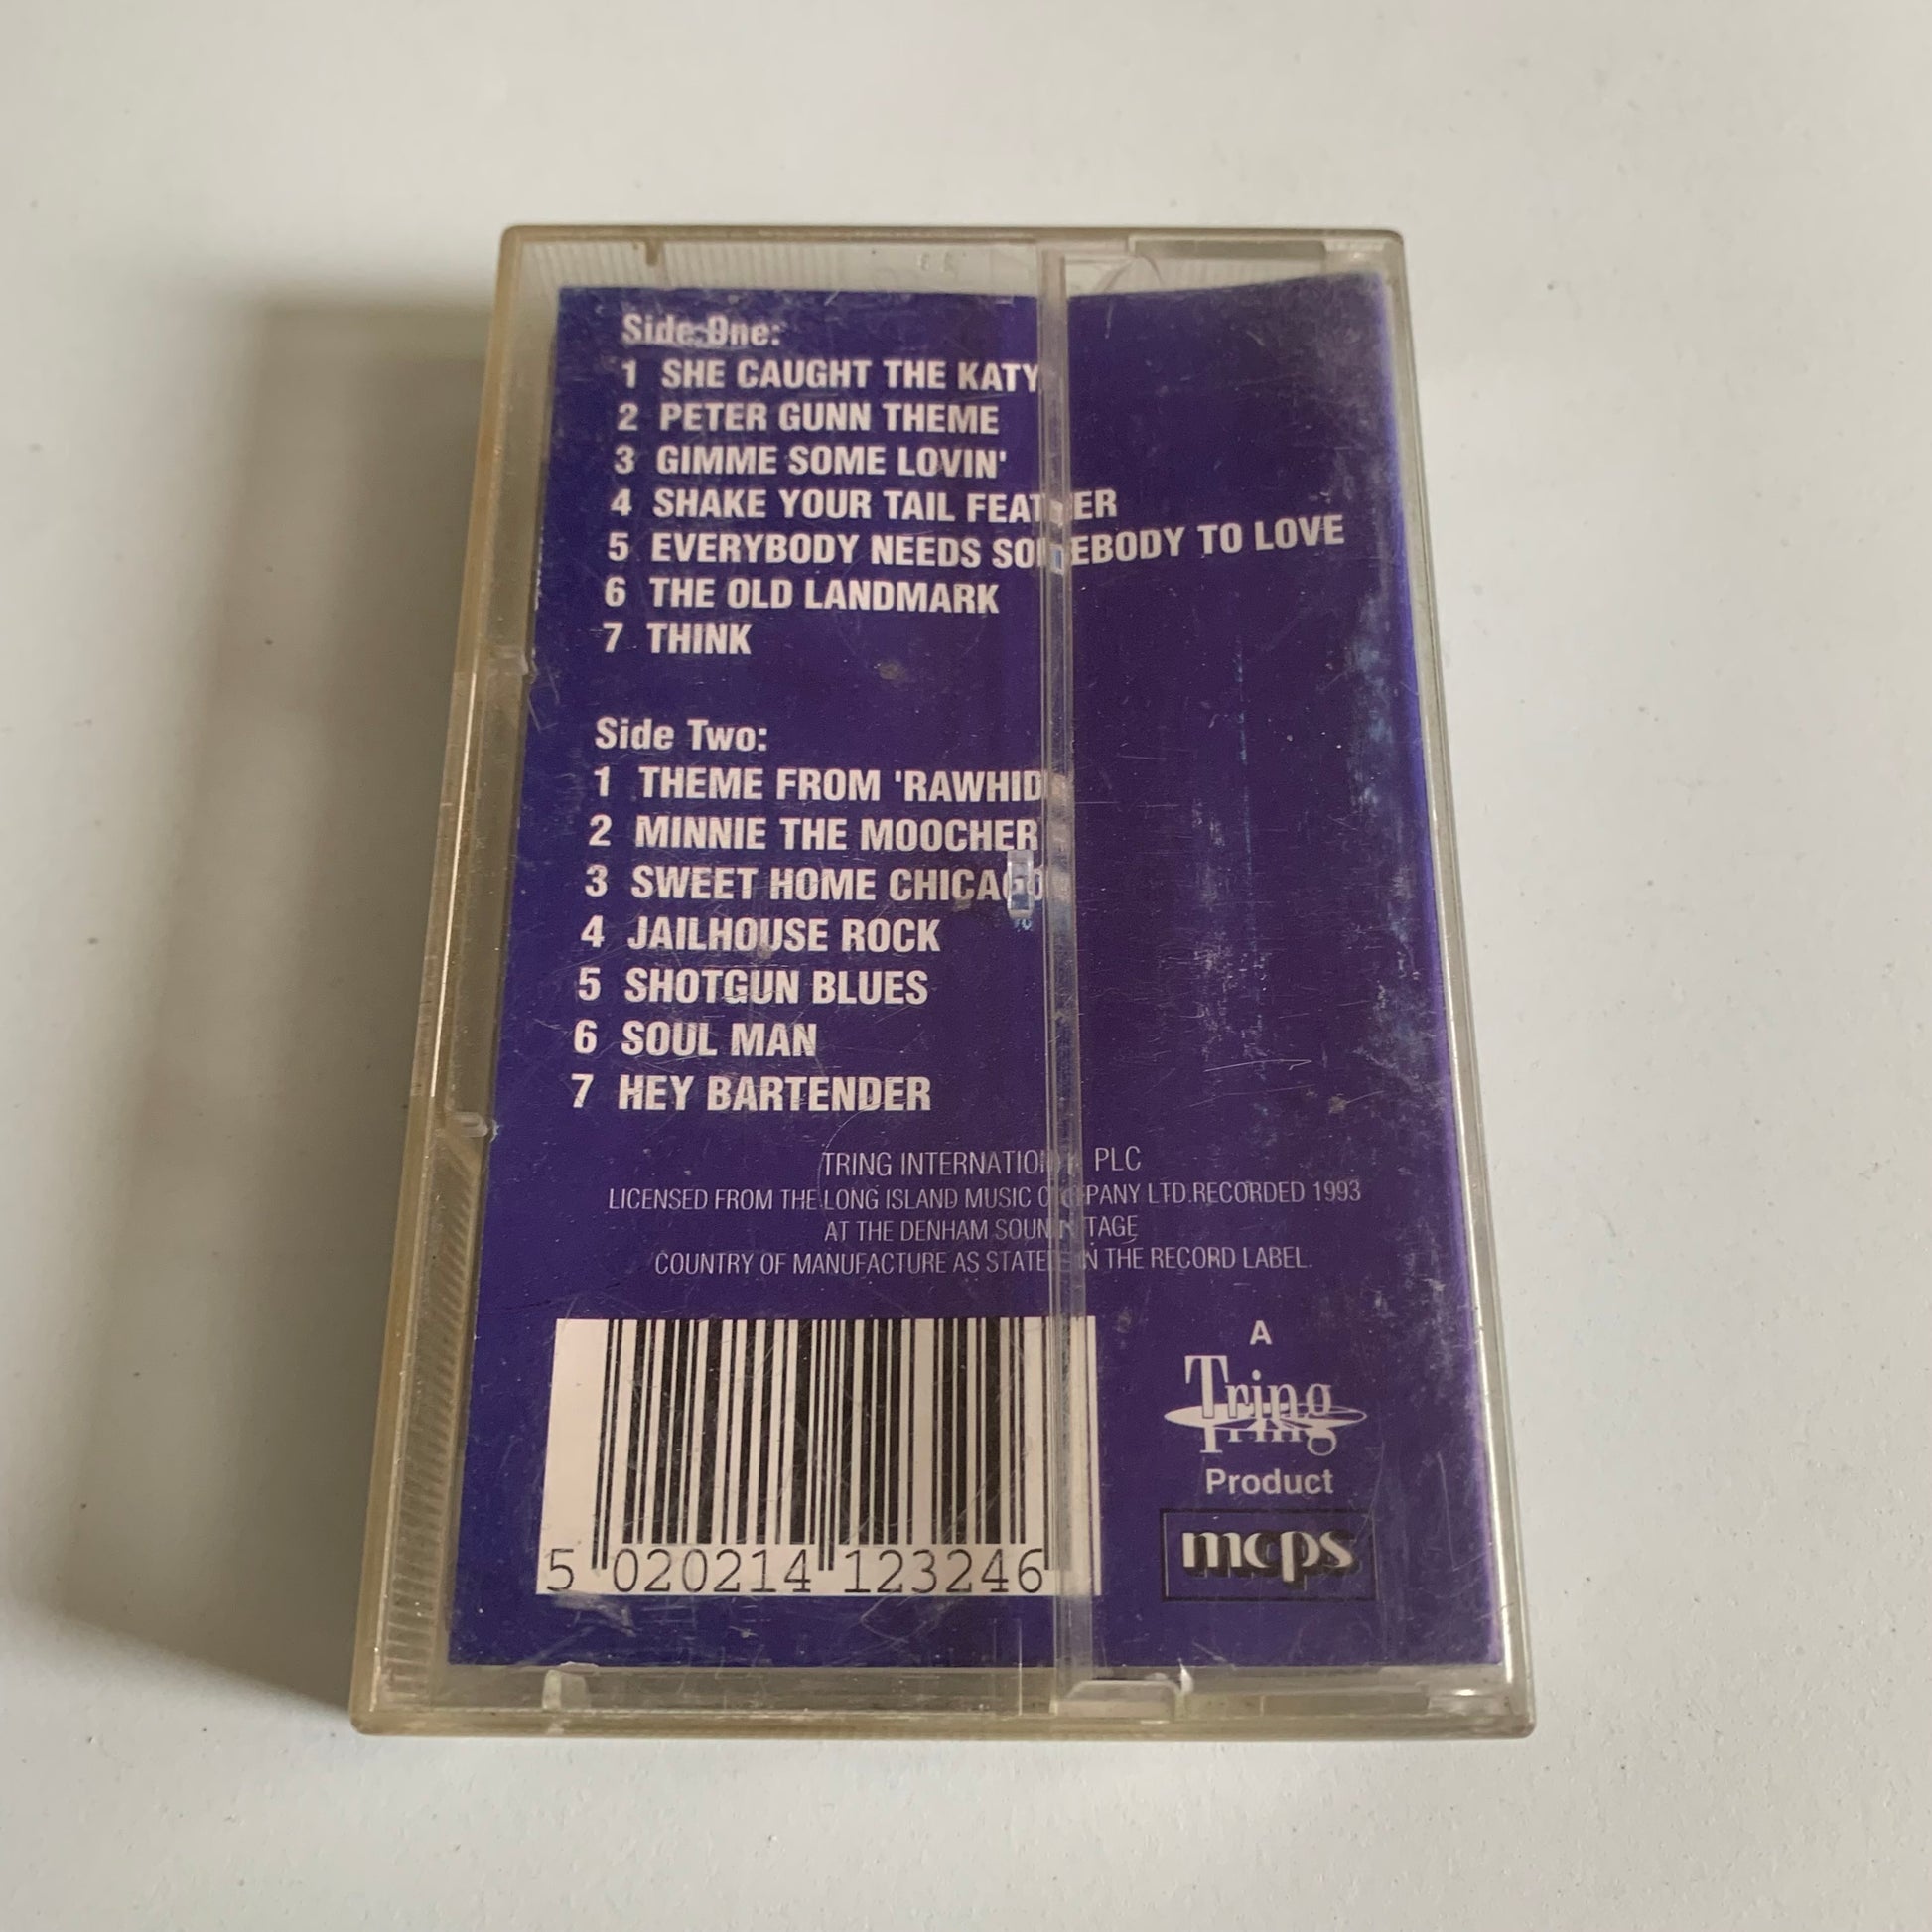 Side One:
1 SHE CAUGHT THE KATY
2 PETER GUNN THEME
3 GIMME SOME LOVIN'
4 SHAKE YOUR TAIL FEATHER
5 EVERYBODY NEEDS SOMEBODY TO LOVE
6 THE OLD LANDMARK
7 THINK
Side Two:
1 THEME FROM 'RAWHID
2 MINNIE THE MOOCHER
3 SWEET HOME CHICAGO
4 JAILHOUSE ROCK
5 SHOTGUN BLUES
6 SOUL MAN
7 HEY BARTENDER
TRING INTERNATIONAL PLC
LICENSED FROM THE LONG ISLAND MUSIC COMPANY LTD.RECORDED 1993
AT THE DENHAM SOUNDSTAGE
COUNTRY OF MANUFACTURE AS STATED ON THE RECORD LABEL.
5 020214 123246
A
Tring
Product
mcps